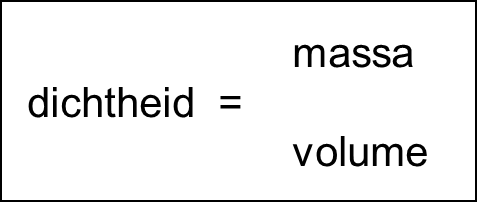 massa
dichtheid =
volume